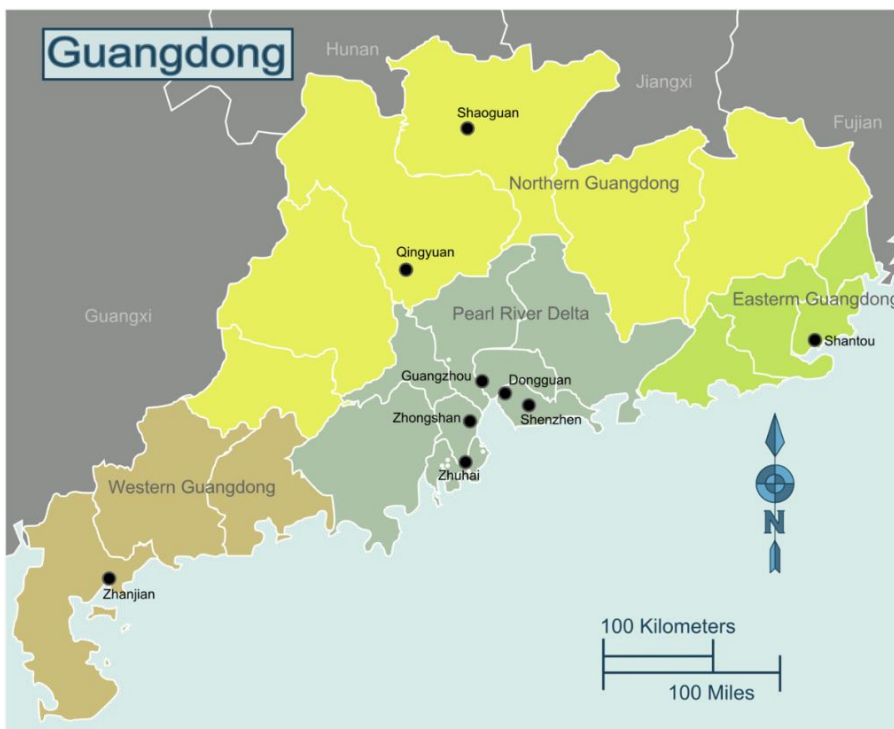 Guangdong
Hunan
Jiangxi
Shaoguan
Fujian
Northern Guangdong
Qingyuan
Eastern Guangdong
Pearl River Delta
Guangxi
Shantou
Guangzhou
Dongguan
Zhongshan
Shenzhen
Zhuhai
Western Guangdong
N
Zhanjian
100 Kilometers
100 Miles